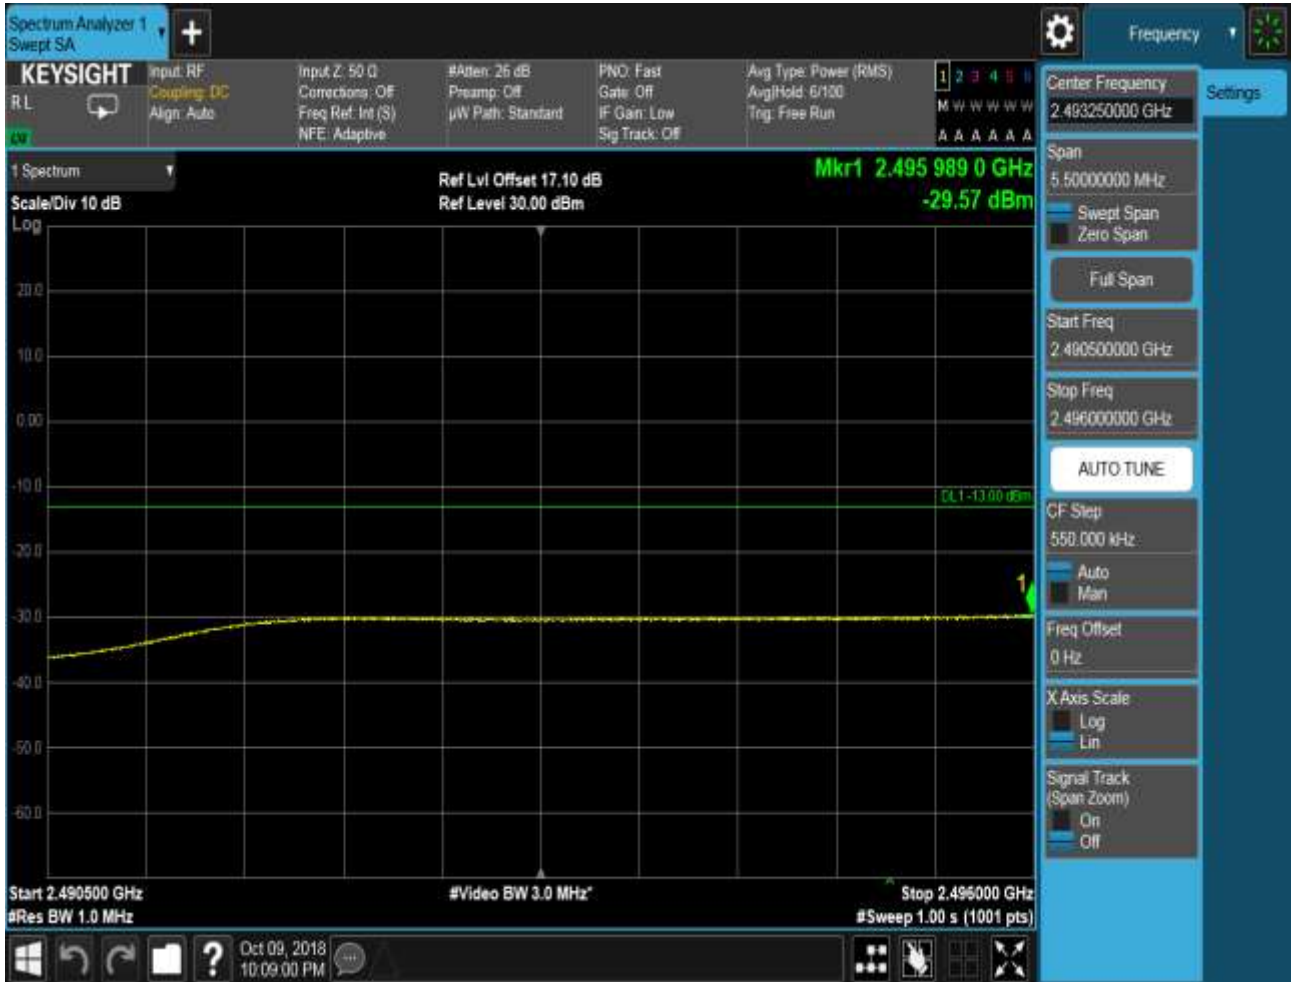 Spectrum Analyzer 1
Swept SA
Frequency
KEYSIGHT
R L
Input: RF
Coupling: DC
Align: Auto
Input Z: 50 Ω
Corrections: Off
Freq Ref: Int (S)
NFE: Adaptive
#Atten: 26 dB
Preamp: Off
µW Path: Standard
PNO: Fast
Gate: Off
IF Gain: Low
Sig Track: Off
Avg Type: Power (RMS)
Avg|Hold: 6/100
Trig: Free Run
1 2 3 4 5 6
M W W W W W
A A A A A A
1 Spectrum
Scale/Div 10 dB
Log
Ref Lvl Offset 17.10 dB
Ref Level 30.00 dBm
Mkr1 2.495 989 0 GHz
-29.57 dBm
20.0
10.0
0.00
-10.0
-20.0
-30.0
-40.0
-50.0
-60.0
DL1 -13.00 dBm
1
Start 2.490500 GHz
#Res BW 1.0 MHz
#Video BW 3.0 MHz*
Stop 2.496000 GHz
#Sweep 1.00 s (1001 pts)
Center Frequency
2.493250000 GHz
Settings
Span
5.50000000 MHz
Swept Span
Zero Span
Full Span
Start Freq
2.490500000 GHz
Stop Freq
2.496000000 GHz
AUTO TUNE
CF Step
550.000 kHz
Auto
Man
Freq Offset
0 Hz
X Axis Scale
Log
Lin
Signal Track
(Span Zoom)
On
Off
?
Oct 09, 2018
10:09:00 PM